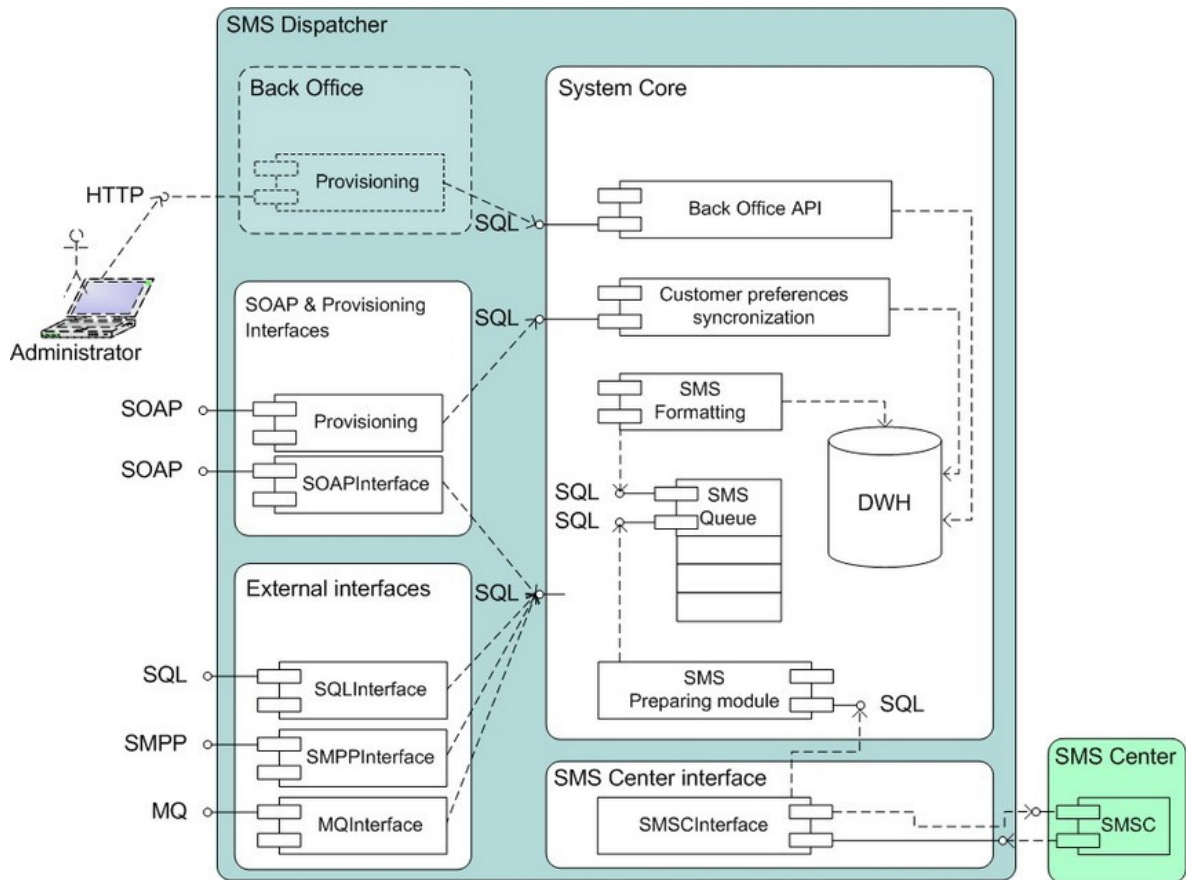 SMS Dispatcher
Back Office
Provisioning
HTTP
Administrator
SOAP & Provisioning
Interfaces
SOAP
Provisioning
SOAP
SOAPInterface
External interfaces
SQL
SQLInterface
SMPP
SMPPInterface
MQ
MQInterface
SQL
SQL
SQL
System Core
Back Office API
Customer preferences
syncronization
SMS
Formatting
DWH
SQL
SQL
SMS
Queue
SMS
Preparing module
SQL
SMS Center interface
SMSCInterface
SMS Center
SMSC